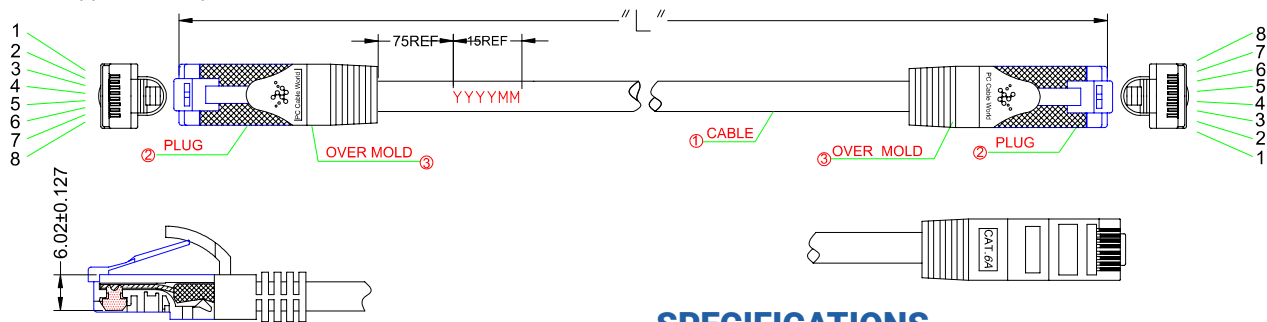 "L"
75REF
15REF
1
2
3
4
5
6
7
8
PC Cable World
YYYYMM
PC Cable World
8
7
6
5
4
3
2
1
② PLUG
OVER MOLD ③
① CABLE
③ OVER MOLD
② PLUG
6.02±0.127
CAT.6A
SPECIFICATIONS